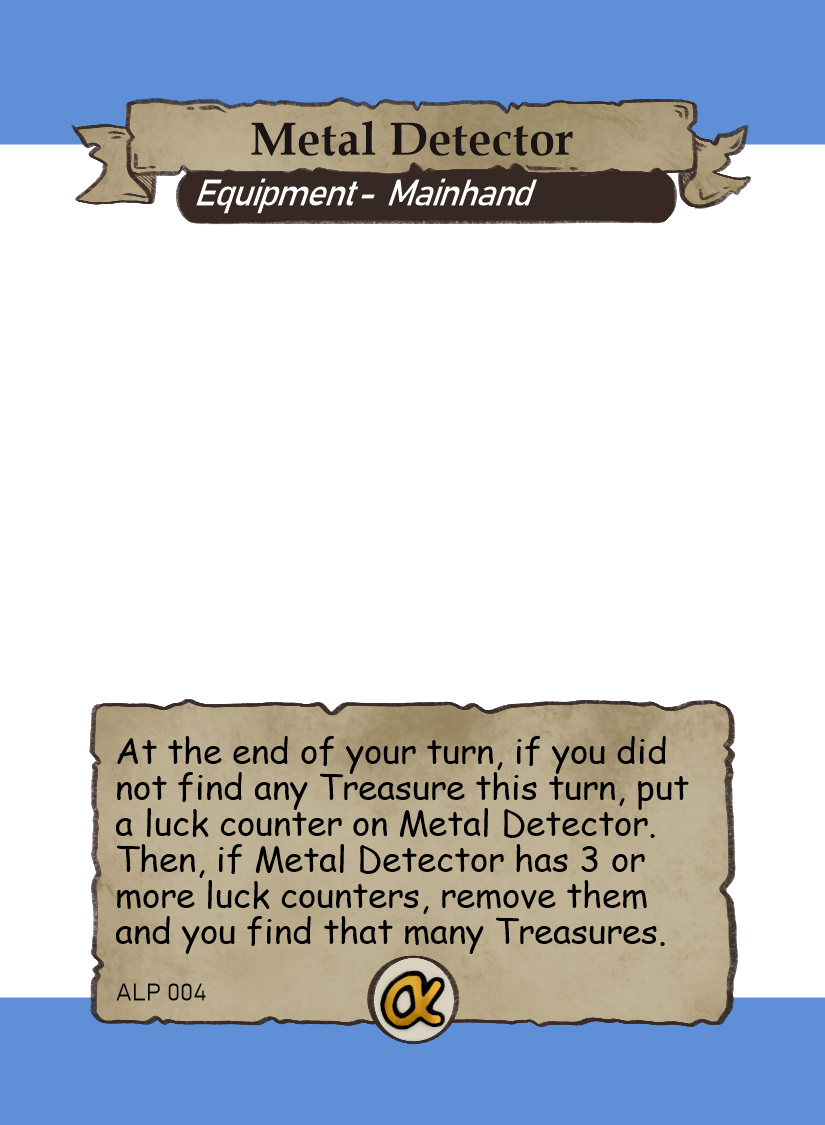 Metal Detector
Equipment - Mainhand
At the end of your turn, if you did
not find any Treasure this turn, put
a luck counter on Metal Detector.
Then, if Metal Detector has 3 or
more luck counters, remove them
and you find that many Treasures.
ALP 004
α